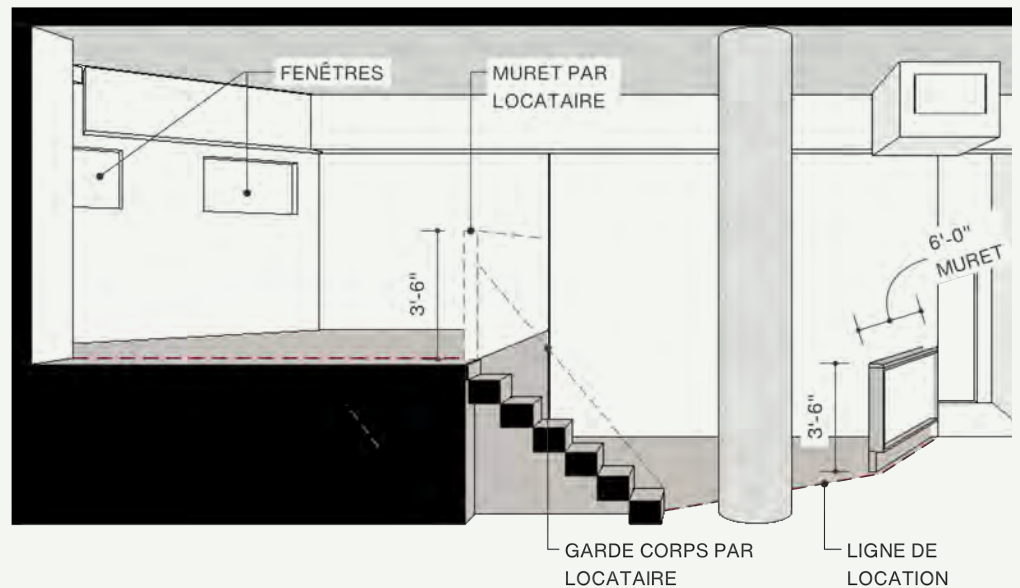 FENÊTRES
MURET PAR
LOCATAIRE
6'-0"
MURET
3'-6"
3'-6"
GARDE CORPS PAR
LOCATAIRE
LIGNE DE
LOCATION